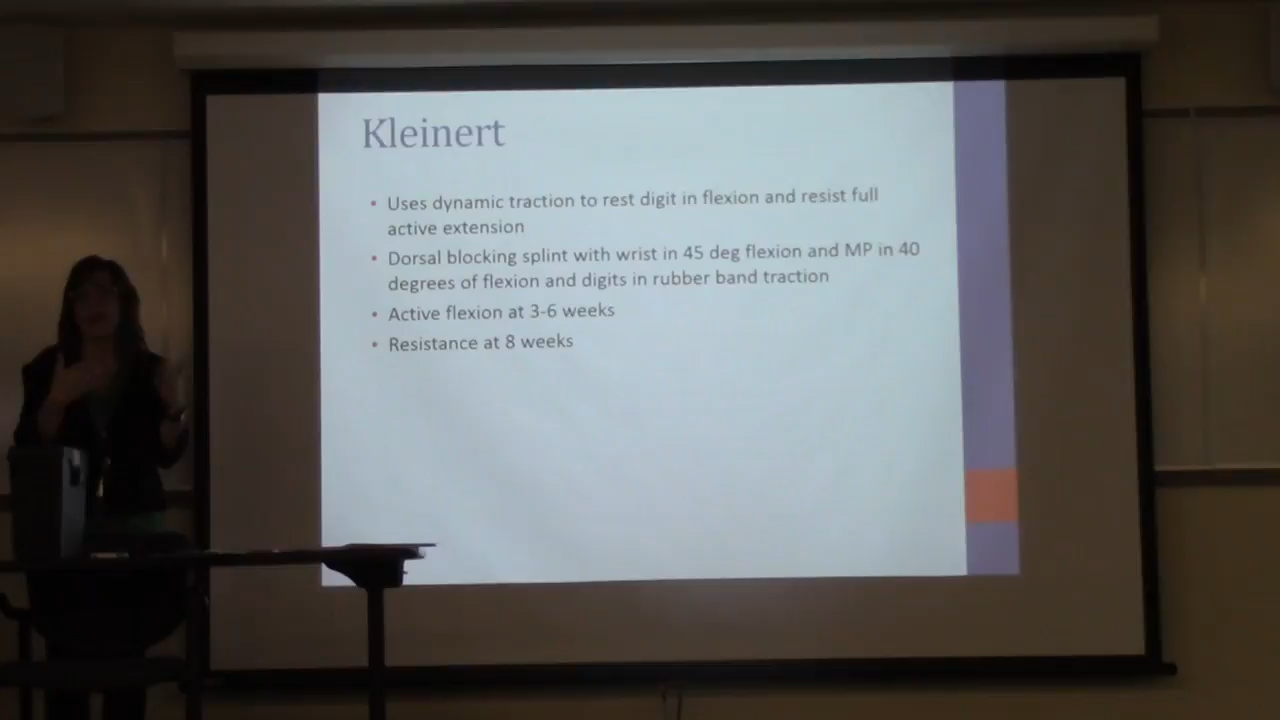 Kleinert
• Uses dynamic traction to rest digit in flexion and resist full
active extension
• Dorsal blocking splint with wrist in 45 deg flexion and MP in 40
degrees of flexion and digits in rubber band traction
• Active flexion at 3-6 weeks
• Resistance at 8 weeks